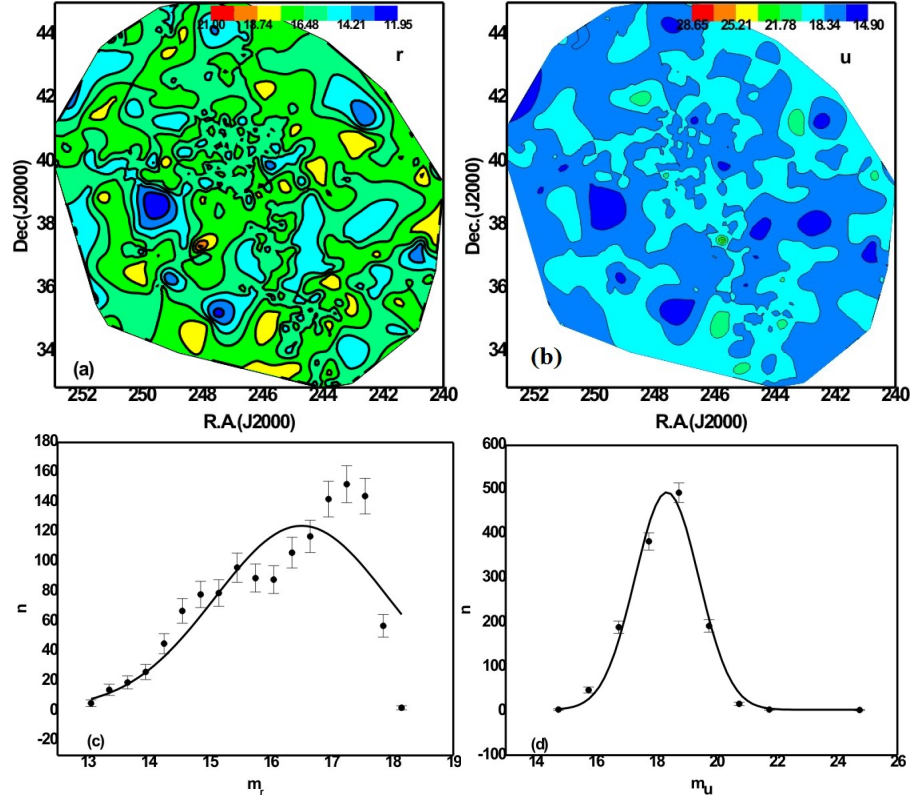 21.00 18.74 16.48 14.21 11.95
r
44
42
40
38
36
34
Dec(J2000)
(a)
252 250 248 246 244 242 240
R.A.(J2000)
28.65 25.21 21.78 18.34 14.90
u
44
42
40
38
36
34
Dec.(J2000)
(b)
252 250 248 246 244 242 240
R.A.(J2000)
180
160
140
120
100
80
60
40
20
0
-20
n
(c)
13 14 15 16 17 18 19
m_r
600
500
400
300
200
100
0
-100
n
(d)
14 16 18 20 22 24 26
m_u